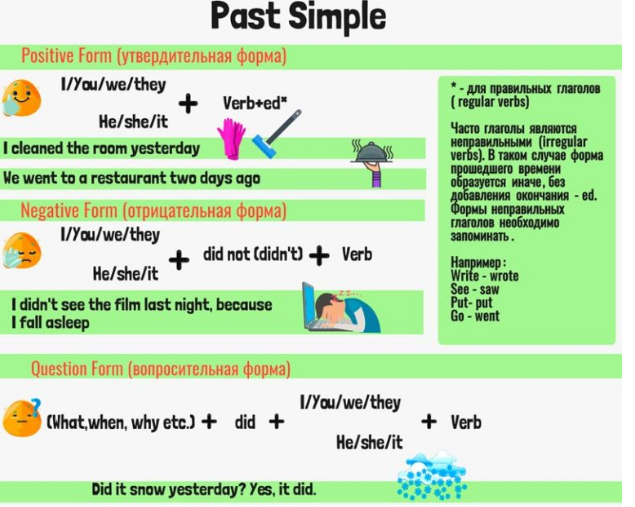 Past Simple
Positive Form (утвердительная форма)
I/You/we/they
+ Verb+ed*
He/she/it
I cleaned the room yesterday
We went to a restaurant two days ago
* - для правильных глаголов
( regular verbs)
Часто глаголы являются
неправильными (irregular
verbs). В таком случае форма
прошедшего времени
образуется иначе, без
добавления окончания - ed.
Формы неправильных
глаголов необходимо
запоминать .
Например :
Write - wrote
See - saw
Put- put
Go - went
Negative Form (отрицательная форма)
I/You/we/they
+ did not (didn't) + Verb
He/she/it
I didn't see the film last night, because
I fall asleep
Question Form (вопросительная форма)
I/You/we/they
(What,when, why etc.) + did + + Verb
He/she/it
Did it snow yesterday? Yes, it did.